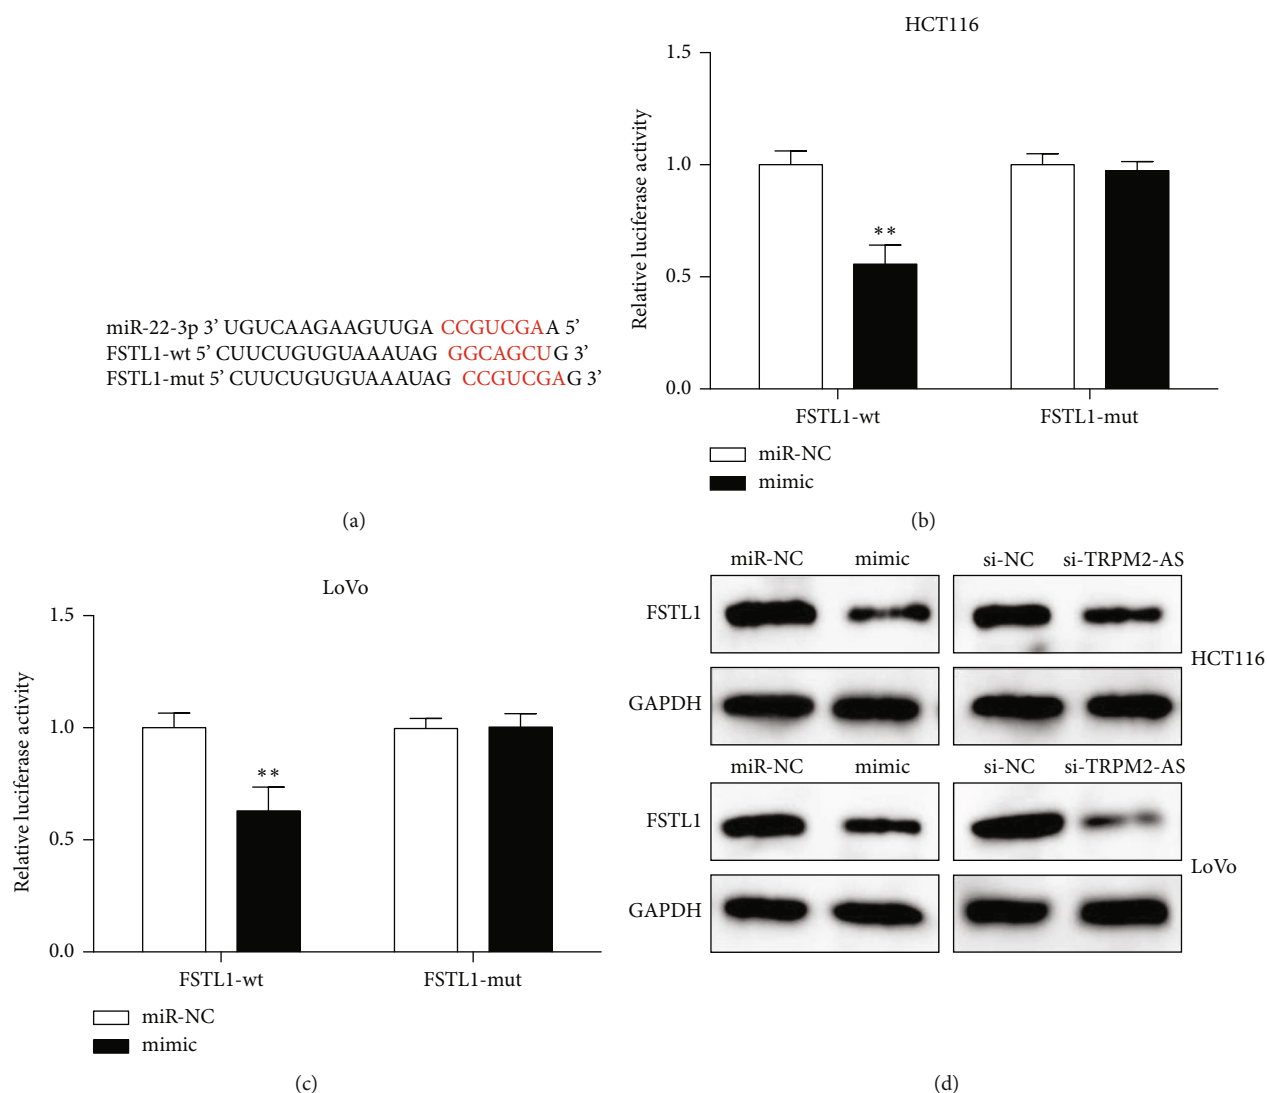 miR-22-3p 3’ UGUCAAGAAGUUGA CCGUCGAA 5’
FSTL1-wt 5’ CUUCUGUGUAAAUAG GGCAGCUG 3’
FSTL1-mut 5’ CUUCUGUGUAAAUAG CCGUCGAG 3’
(a)
HCT116
Relative luciferase activity
1.5
1.0
0.5
0.0
**
FSTL1-wt
FSTL1-mut
miR-NC
mimic
(b)
LoVo
Relative luciferase activity
1.5
1.0
0.5
0.0
**
FSTL1-wt
FSTL1-mut
miR-NC
mimic
(c)
miR-NC mimic si-NC si-TRPM2-AS
FSTL1
HCT116
GAPDH
miR-NC mimic si-NC si-TRPM2-AS
FSTL1
LoVo
GAPDH
(d)